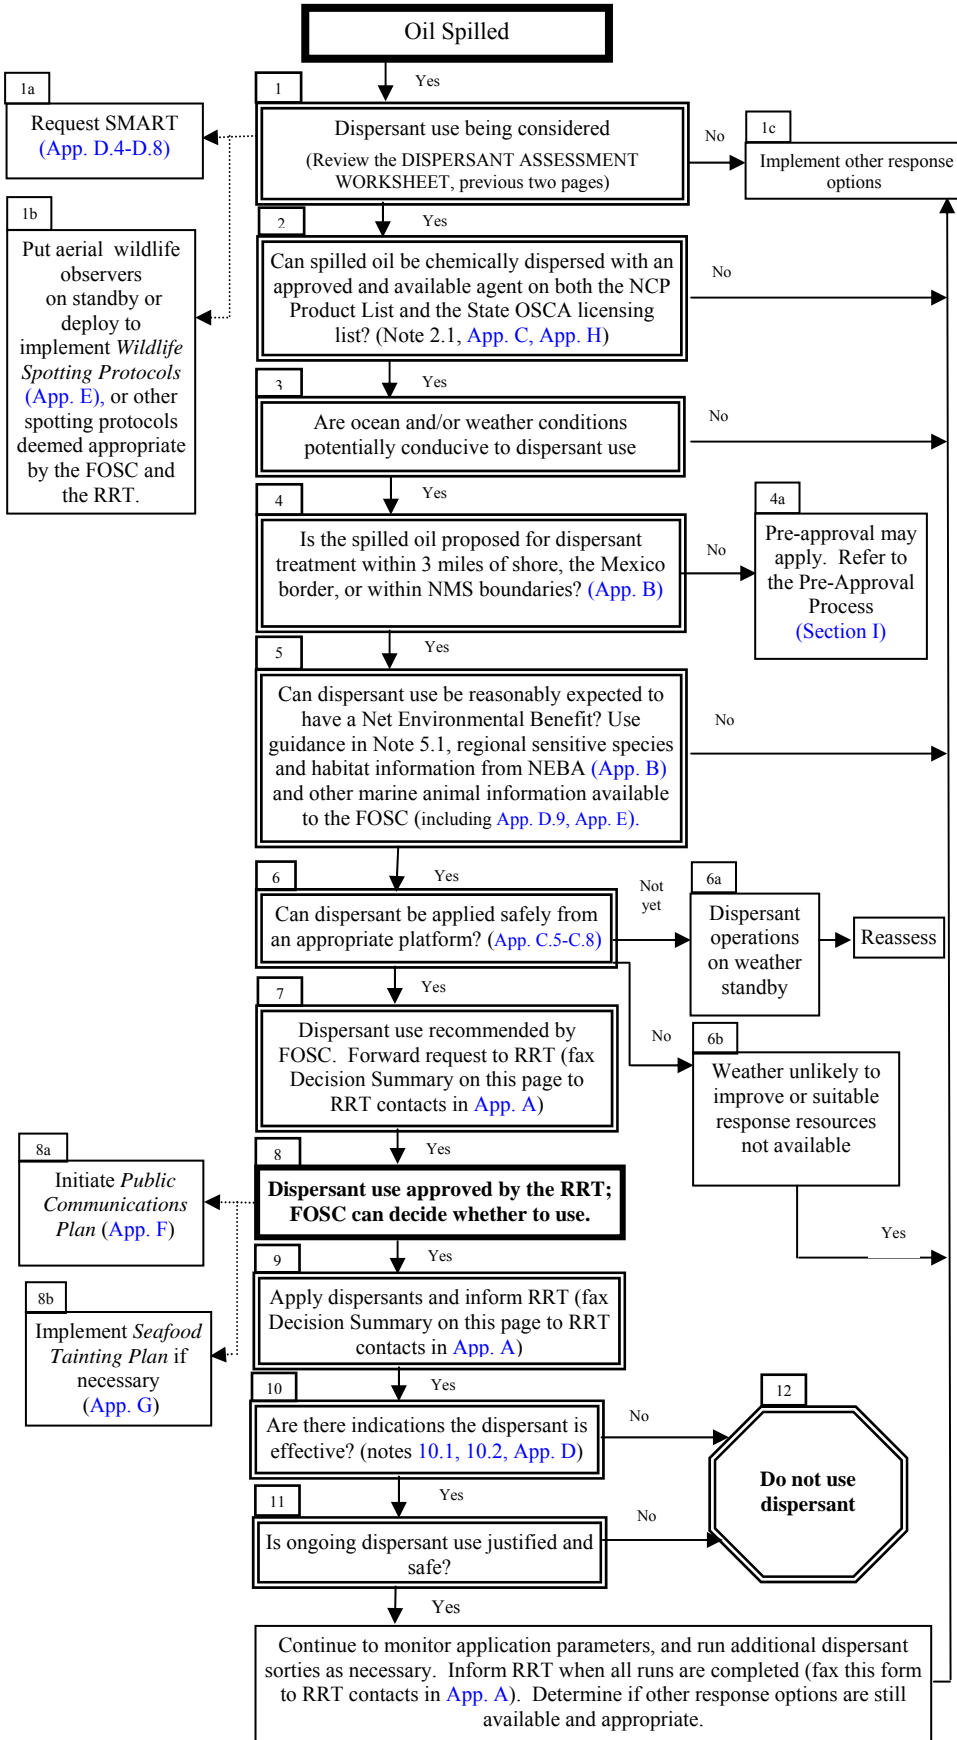 Oil Spilled
Yes
1
Dispersant use being considered
(Review the DISPERSANT ASSESSMENT
WORKSHEET, previous two pages)
1a
Request SMART
(App. D.4-D.8)
1b
Put aerial wildlife
observers
on standby or
deploy to
implement Wildlife
Spotting Protocols
(App. E), or other
spotting protocols
deemed appropriate
by the FOSC and
the RRT.
No
1c
Implement other response
options
Yes
2
Can spilled oil be chemically dispersed with an
approved and available agent on both the NCP
Product List and the State OSCA licensing
list? (Note 2.1, App. C, App. H)
No
Yes
3
Are ocean and/or weather conditions
potentially conducive to dispersant use
No
Yes
4
Is the spilled oil proposed for dispersant
treatment within 3 miles of shore, the Mexico
border, or within NMS boundaries? (App. B)
No
4a
Pre-approval may
apply. Refer to
the Pre-Approval
Process
(Section I)
Yes
5
Can dispersant use be reasonably expected to
have a Net Environmental Benefit? Use
guidance in Note 5.1, regional sensitive species
and habitat information from NEBA (App. B)
and other marine animal information available
to the FOSC (including App. D.9, App. E).
No
Yes
6
Can dispersant be applied safely from
an appropriate platform? (App. C.5-C.8)
Not
yet
6a
Dispersant
operations
on weather
standby
Reassess
No
6b
Weather unlikely to
improve or suitable
response resources
not available
Yes
Yes
7
Dispersant use recommended by
FOSC. Forward request to RRT (fax
Decision Summary on this page to
RRT contacts in App. A)
Yes
8
Dispersant use approved by the RRT;
FOSC can decide whether to use.
8a
Initiate Public
Communications
Plan (App. F)
8b
Implement Seafood
Tainting Plan if
necessary
(App. G)
Yes
9
Apply dispersants and inform RRT (fax
Decision Summary on this page to RRT
contacts in App. A)
Yes
10
Are there indications the dispersant is
effective? (notes 10.1, 10.2, App. D)
No
12
Do not use
dispersant
Yes
11
Is ongoing dispersant use justified and
safe?
No
Yes
Continue to monitor application parameters, and run additional dispersant
sorties as necessary. Inform RRT when all runs are completed (fax this form
to RRT contacts in App. A). Determine if other response options are still
available and appropriate.